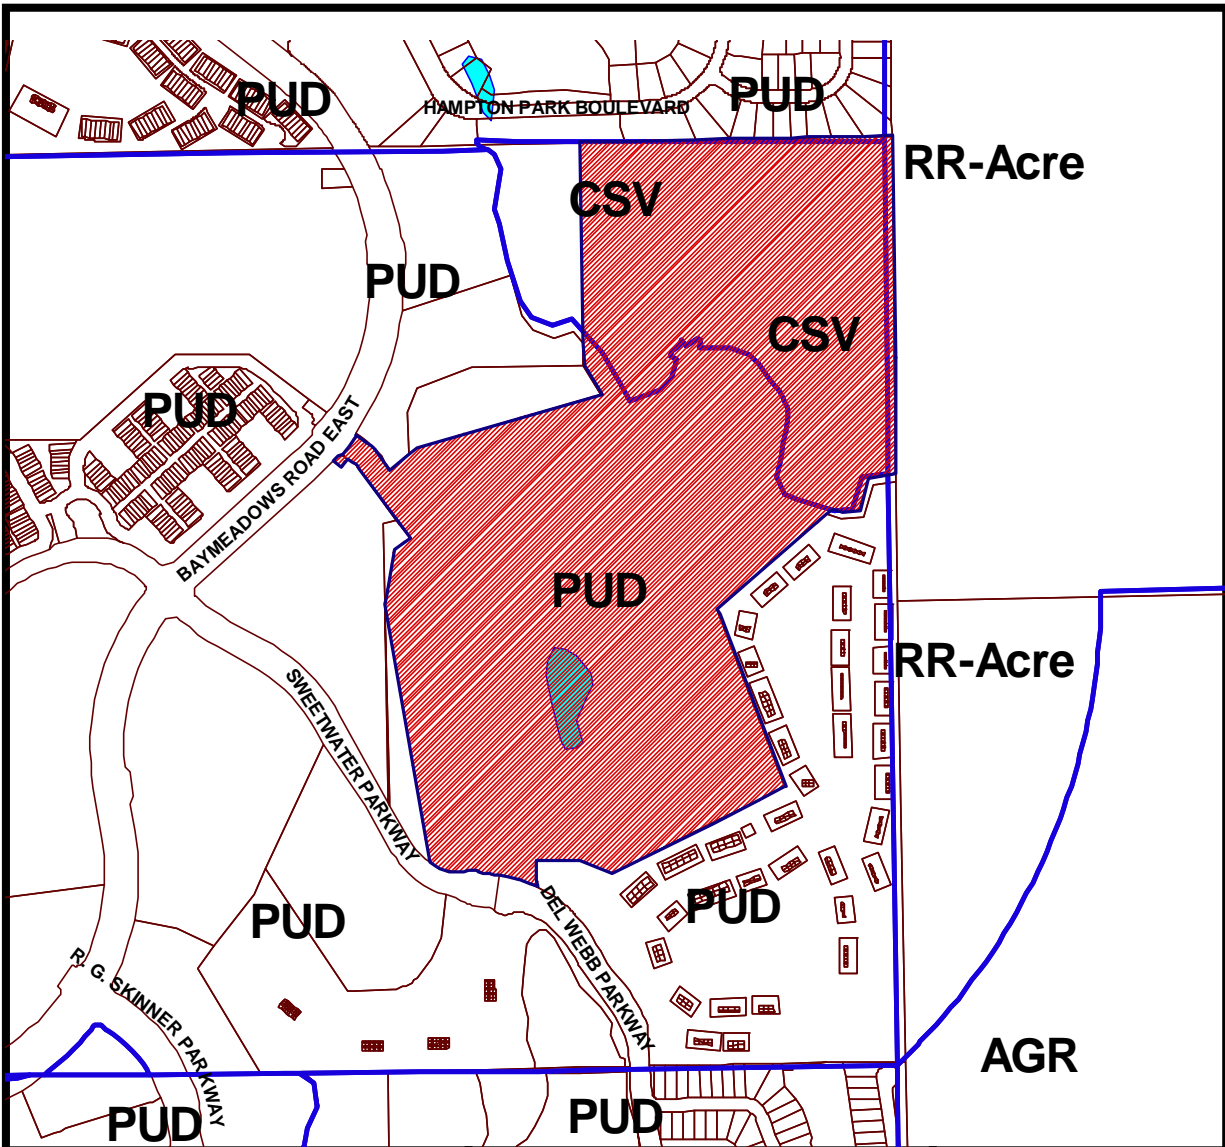 PUD
HAMPTON PARK BOULEVARD
PUD
RR-Acre
CSV
PUD
CSV
PUD
BAYMEADOWS ROAD EAST
PUD
RR-Acre
SWEETWATER PARKWAY
PUD
PUD
DEL WEBB PARKWAY
R. G. SKINNER PARKWAY
AGR
PUD
PUD